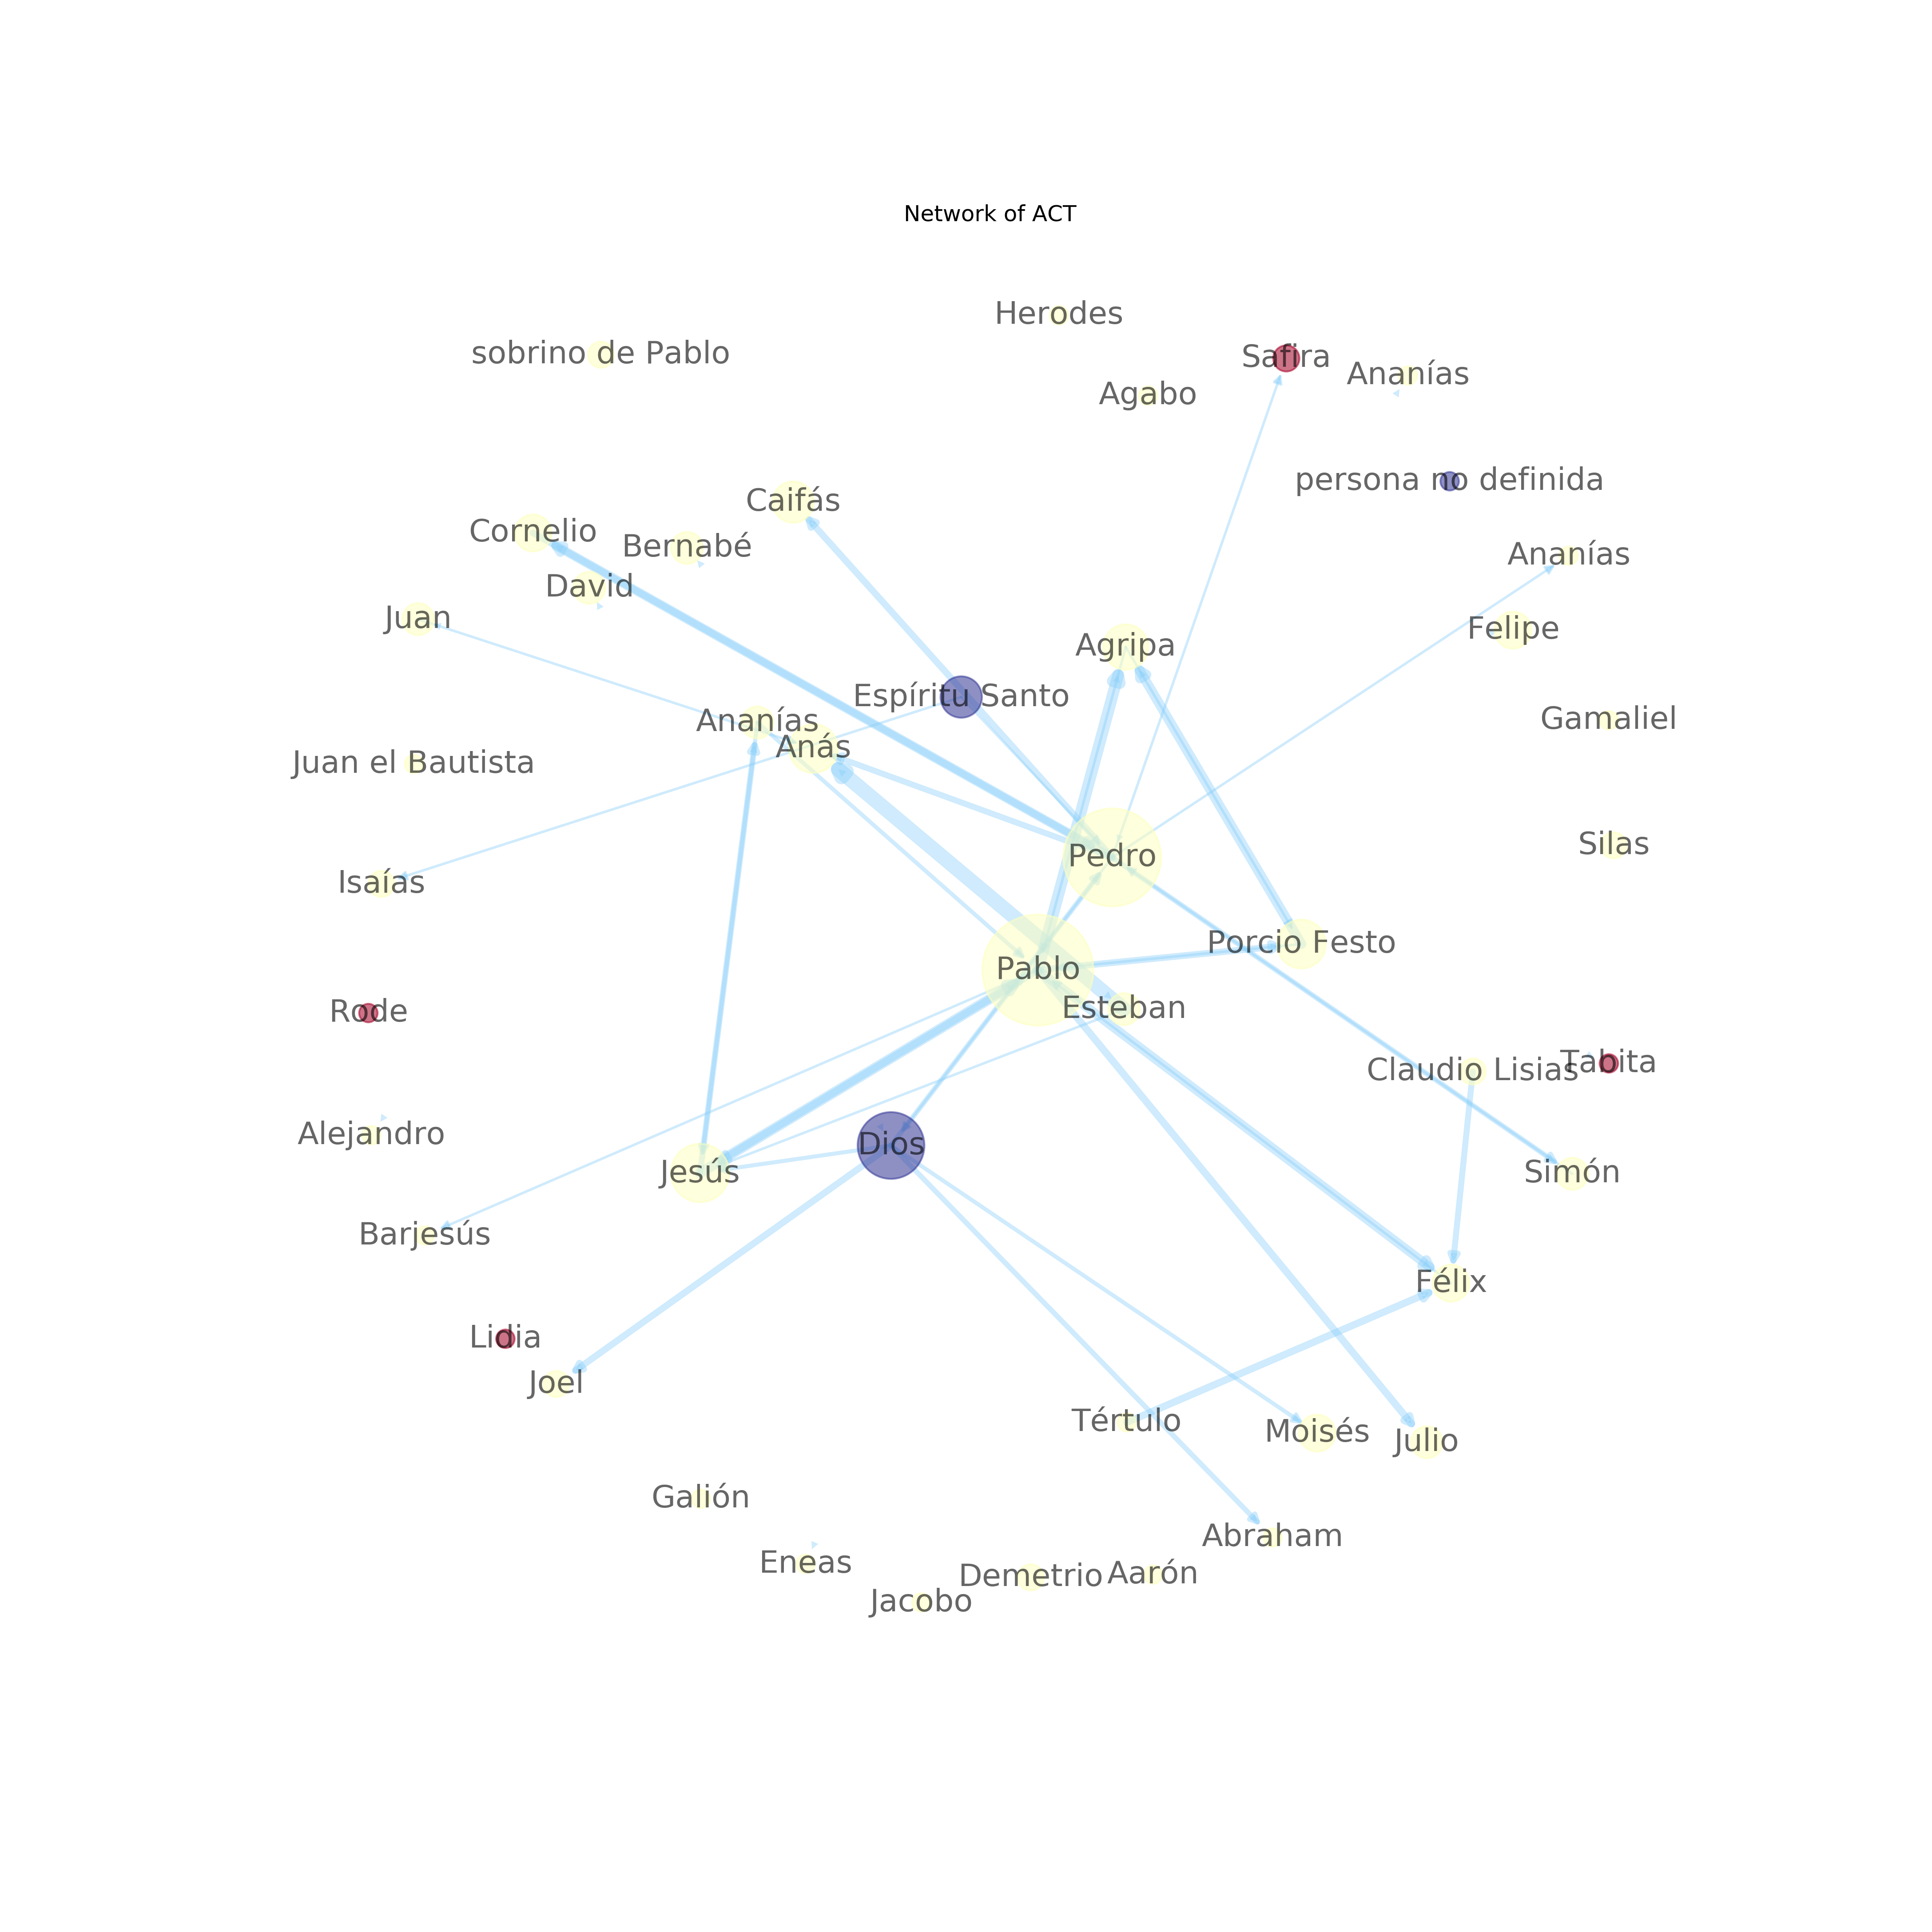 Network of ACT
Herodes
sobrino de Pablo
Safira
Ananías
Agabo
persona no definida
Caifás
Cornelio
Bernabé
Ananías
David
Juan
Felipe
Agripa
Espíritu Santo
Ananías
Gamaliel
Anás
Juan el Bautista
Silas
Pedro
Isaías
Porcio Festo
Pablo
Esteban
Rode
Claudio Lisias
Tabita
Alejandro
Dios
Jesús
Simón
Barjesús
Félix
Lidia
Joel
Tértulo
Moisés
Julio
Galión
Abraham
Eneas
Demetrio
Aarón
Jacobo